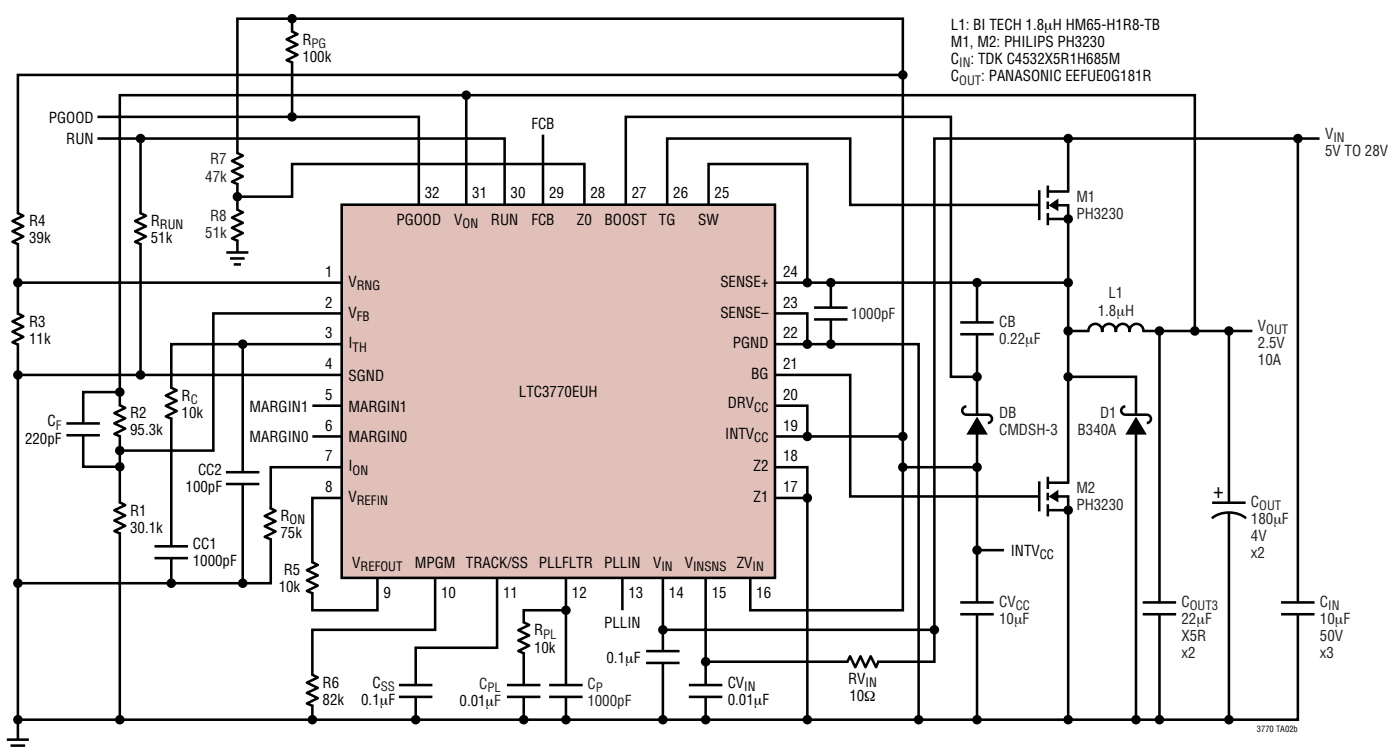 L1: BI TECH 1.8µH HM65-H1R8-TB
M1, M2: PHILIPS PH3230
CIN: TDK C4532X5R1H685M
COUT: PANASONIC EEFUE0G181R
RPG
100k
PGOOD
RUN
FCB
VIN
5V TO 28V
R7
47k
R8
51k
R4
39k
RRUN
51k
32
31
30
29
28
27
26
25
PGOOD
VON
RUN
FCB
Z0
BOOST
TG
SW
M1
PH3230
1
VRNG
2
VFB
3
ITH
4
SGND
MARGIN1
5
MARGIN1
MARGIN0
6
MARGIN0
7
ION
8
VREFIN
LTC3770EUH
SENSE+
24
SENSE–
23
PGND
22
BG
21
DRVCC
20
INTVCC
19
Z2
18
Z1
17
1000pF
CB
0.22µF
L1
1.8µH
VOUT
2.5V
10A
R3
11k
RC
10k
CF
220pF
R2
95.3k
CC2
100pF
R1
30.1k
CC1
1000pF
RON
75k
R5
10k
DB
CMDSH-3
D1
B340A
M2
PH3230
+
COUT
180µF
4V
x2
INTVCC
VREFOUT
MPGM
TRACK/SS
PLLFLTR
PLLIN
VIN
VINSNS
ZVIN
9
10
11
12
13
14
15
16
PLLIN
CVCC
10µF
COUT3
22µF
X5R
x2
CIN
10µF
50V
x3
RPL
10k
0.1µF
RVIN
10Ω
R6
82k
CSS
0.1µF
CPL
0.01µF
CP
1000pF
CVIN
0.01µF
3770 TA02b